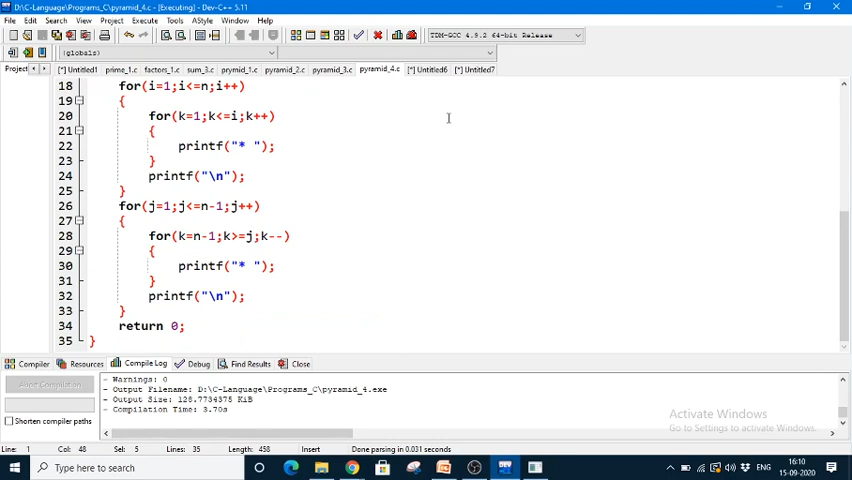 D:\C-Language\Programs_C\pyramid_4.c - [Executing] - Dev-C++ 5.11
File Edit Search View Project Execute Tools AStyle Window Help
TDM-GCC 4.9.2 64-bit Release
(globals)
Project [*] Untitled1 prime_1.c factors_1.c sum_3.c prymid_1.c pyramid_2.c pyramid_3.c pyramid_4.c [*] Untitled6 [*] Untitled7
18 for(i=1;i<=n;i++)
19 {
20 for(k=1;k<=i;k++)
21 {
22 printf("* ");
23 }
24 printf("\n");
25 }
26 for(j=1;j<=n-1;j++)
27 {
28 for(k=n-1;k>=j;k--)
29 {
30 printf("* ");
31 }
32 printf("\n");
33 }
34 return 0;
35 }
Compiler Resources Compile Log Debug Find Results Close
Abort Compilation
Shorten compiler paths
- Warnings: 0
- Output Filename: D:\C-Language\Programs_C\pyramid_4.exe
- Output Size: 128.7734375 KiB
- Compilation Time: 3.70s
Activate Windows
Go to Settings to activate Windows.
Line: 1 Col: 48 Sel: 5 Lines: 35 Length: 458 Insert Done parsing in 0.031 seconds
Type here to search
ENG
16:10
15-09-2020